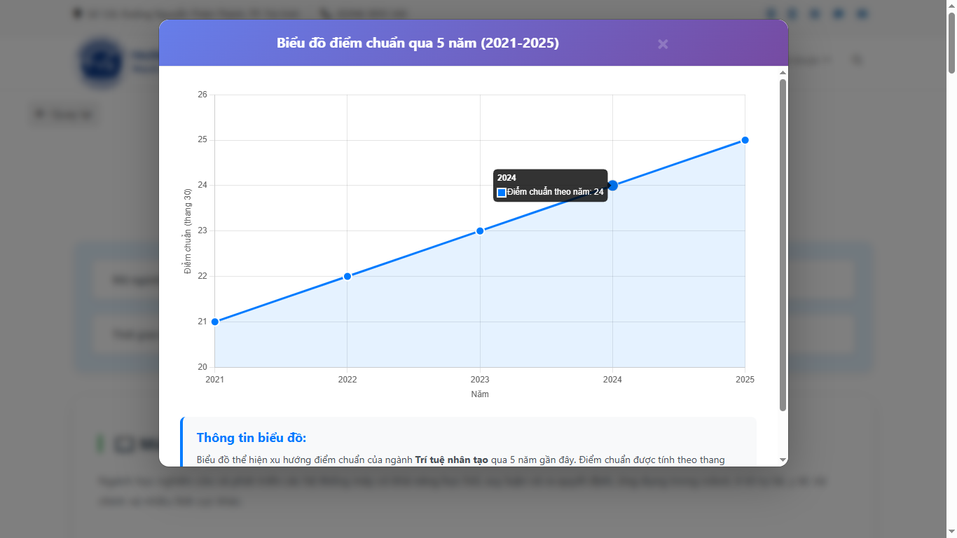 Biểu đồ điểm chuẩn qua 5 năm (2021-2025)
×
26
25
24
23
22
21
20
Điểm chuẩn (thang 30)
2024
Điểm chuẩn theo năm: 24
2021
2022
2023
2024
2025
Năm
Thông tin biểu đồ:
Biểu đồ thể hiện xu hướng điểm chuẩn của ngành Trí tuệ nhân tạo qua 5 năm gần đây. Điểm chuẩn được tính theo thang